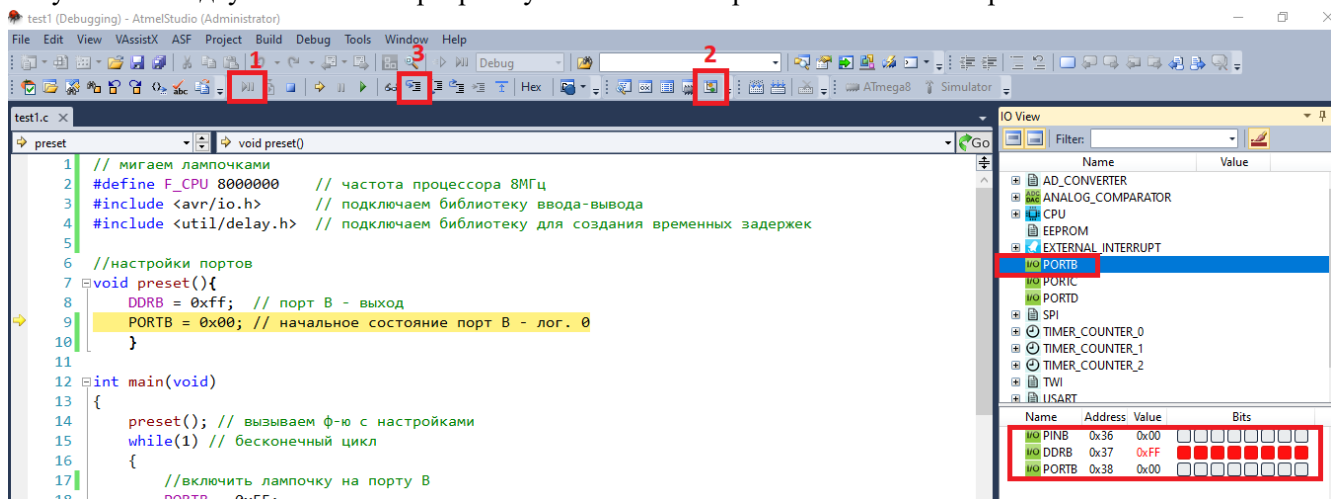 test1 (Debugging) - AtmelStudio (Administrator)
File Edit View VAssistX ASF Project Build Debug Tools Window Help
1 3 2
Debug
Hex ATmega8 Simulator
test1.c
preset void preset() Go
1 // мигаем лампочками
2 #define F_CPU 8000000 // частота процессора 8МГц
3 #include <avr/io.h> // подключаем библиотеку ввода-вывода
4 #include <util/delay.h> // подключаем библиотеку для создания временных задержек
5
6 //настройки портов
7 void preset(){
8 DDRB = 0xff; // порт В - выход
9 PORTB = 0x00; // начальное состояние порт В - лог. 0
10 }
11
12 int main(void)
13 {
14 preset(); // вызываем ф-ю с настройками
15 while(1) // бесконечный цикл
16 {
17 //включить лампочку на порту В
18 PORTB = 0xFF;
IO View
Filter:
Name Value
AD_CONVERTER
ANALOG_COMPARATOR
CPU
EEPROM
EXTERNAL_INTERRUPT
PORTB
PORTC
PORTD
SPI
TIMER_COUNTER_0
TIMER_COUNTER_1
TIMER_COUNTER_2
TWI
USART
Name Address Value Bits
PINB 0x36 0x00
DDRB 0x37 0xFF
PORTB 0x38 0x00